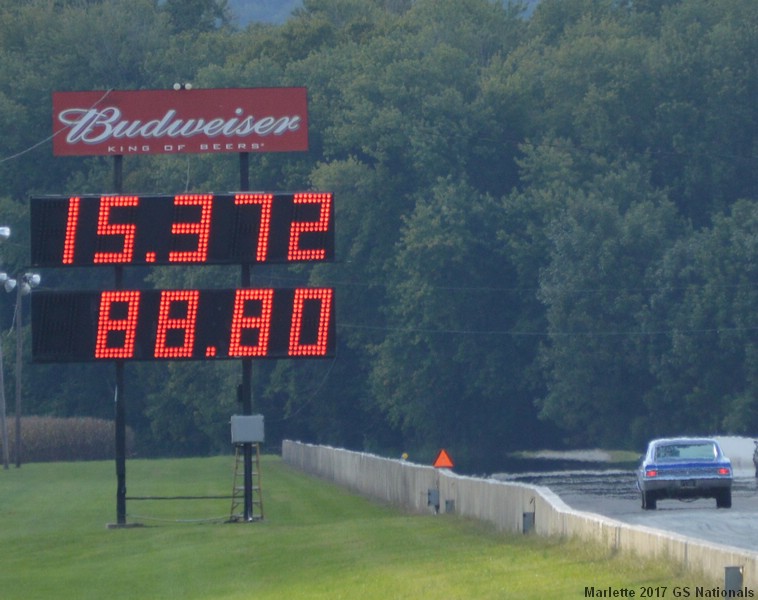 Budweiser
KING OF BEERS
15.372
88.80
Marlette 2017 GS Nationals